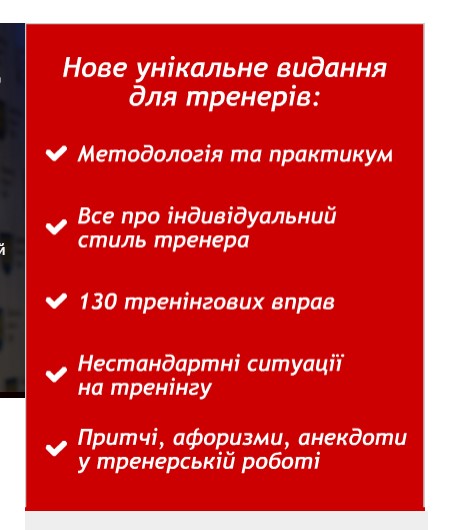 Нове унікальне видання
для тренерів:
Методологія та практикум
Все про індивідуальний
стиль тренера
130 тренінгових вправ
Нестандартні ситуації
на тренінгу
Притчі, афоризми, анекдоти
у тренерській роботі